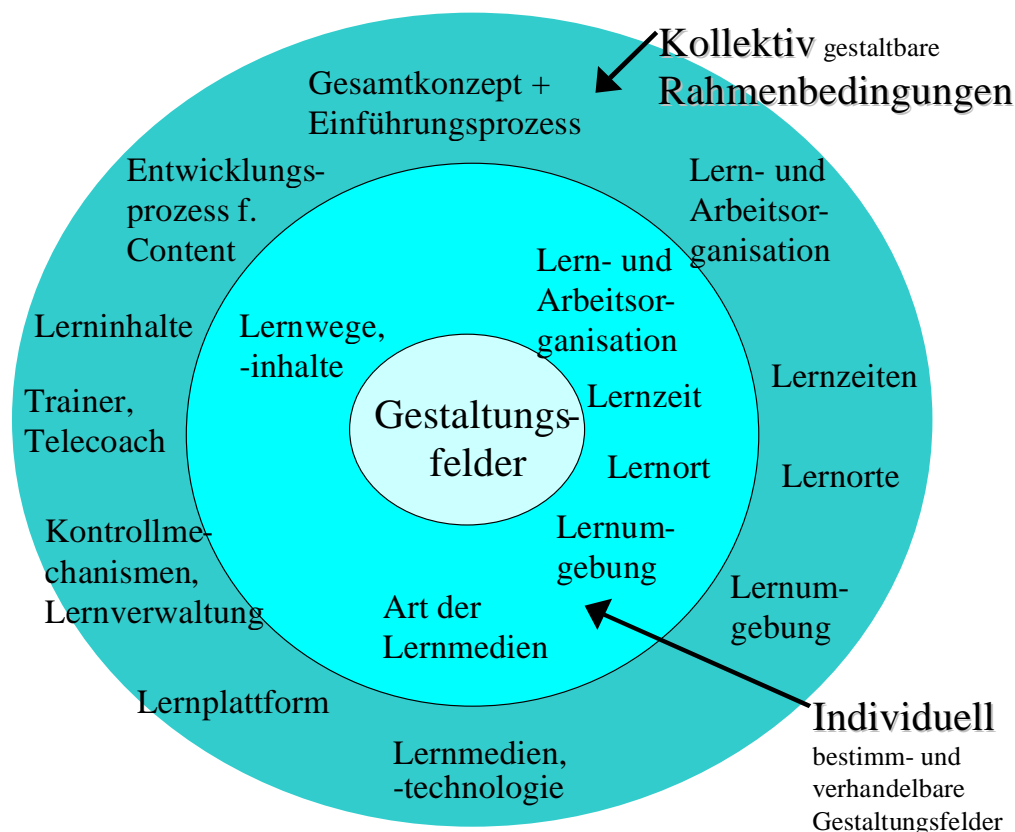 Kollektiv gestaltbare
Rahmenbedingungen
Gesamtkonzept +
Einführungsprozess
Entwicklungs-
prozess f.
Content
Lern- und
Arbeitsor-
ganisation
Lerninhalte
Trainer,
Telecoach
Kontrollme-
chanismen,
Lernverwaltung
Lernplattform
Lernmedien,
-technologie
Lernzeiten
Lernorte
Lernum-
gebung
Lern- und
Arbeitsor-
ganisation
Lernwege,
-inhalte
Lernzeit
Lernort
Lernum-
gebung
Art der
Lernmedien
Gestaltungs-
felder
Individuell
bestimm- und
verhandelbare
Gestaltungsfelder